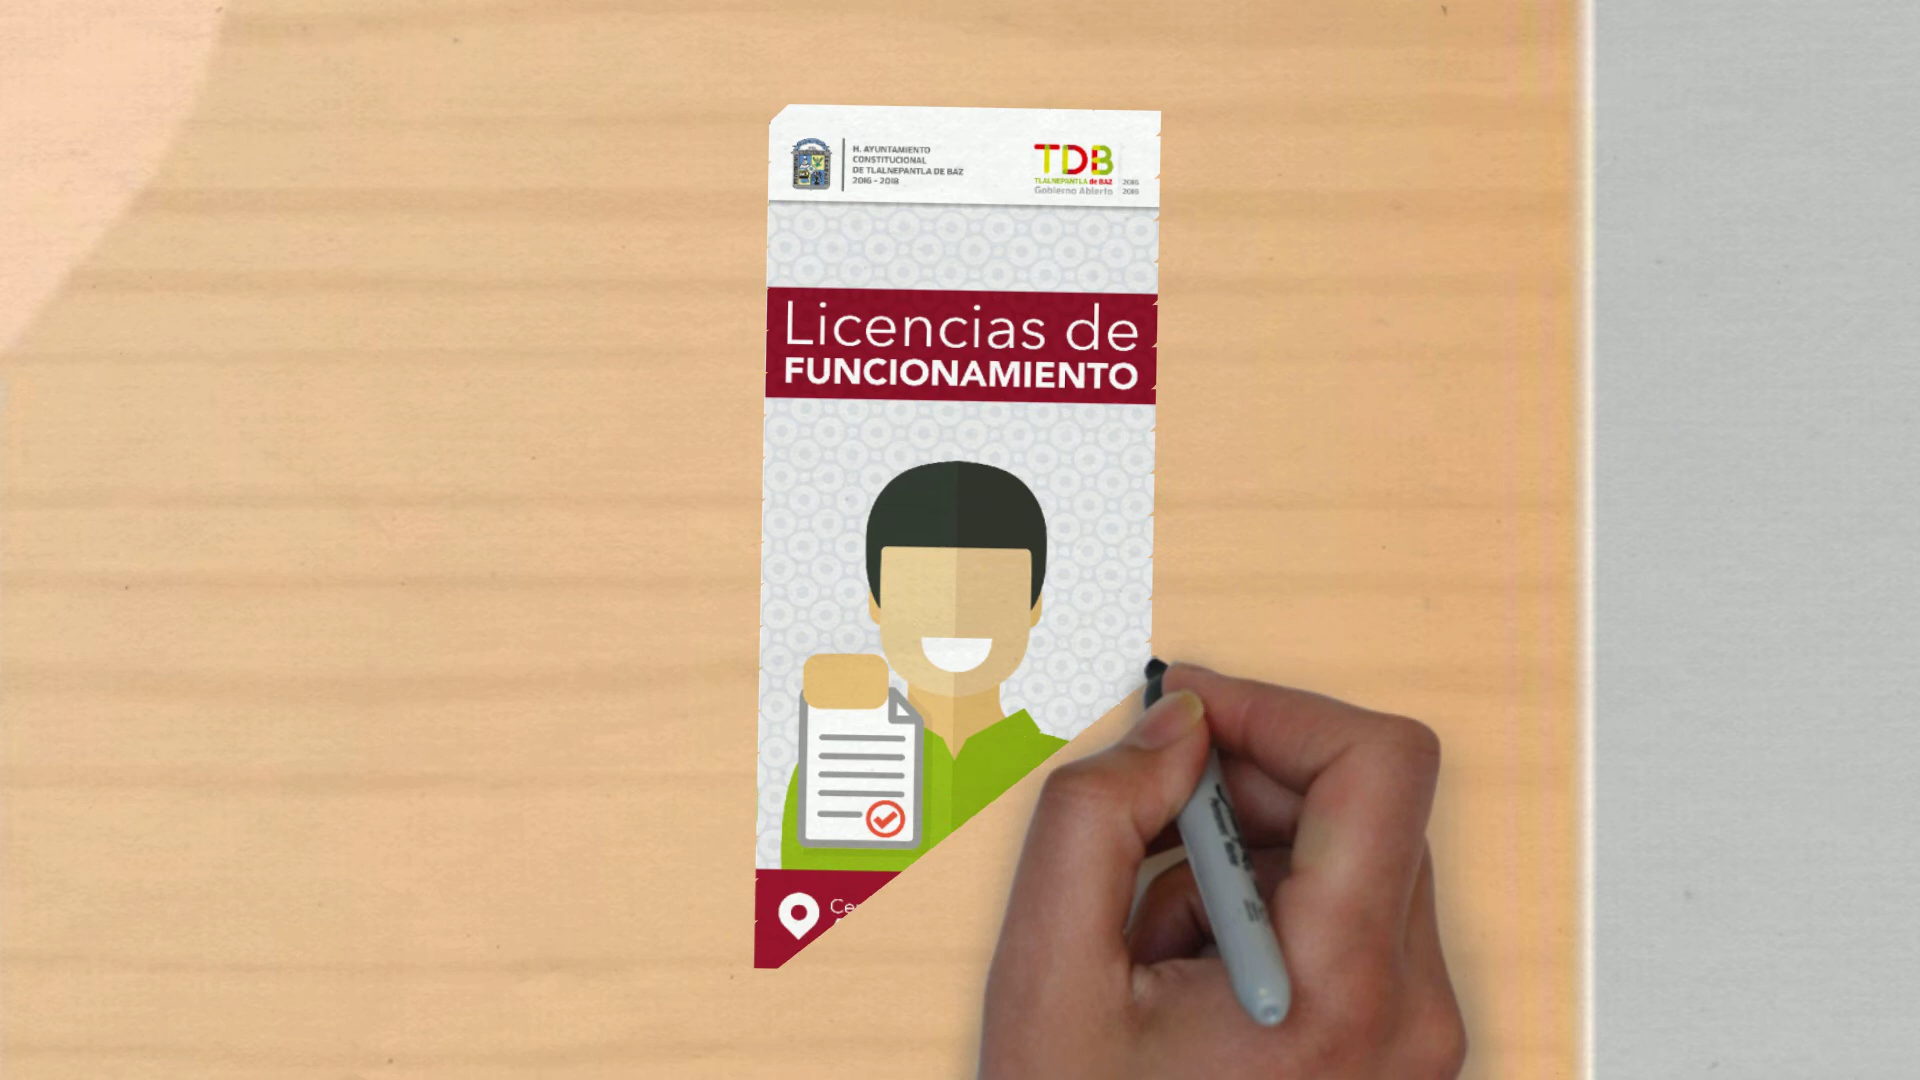 H. AYUNTAMIENTO
CONSTITUCIONAL
DE TLALNEPANTLA DE BAZ
2016 - 2018
TDB
TLALNEPANTLA de BAZ
Gobierno Abierto
2016
2018
Licencias de
FUNCIONAMIENTO